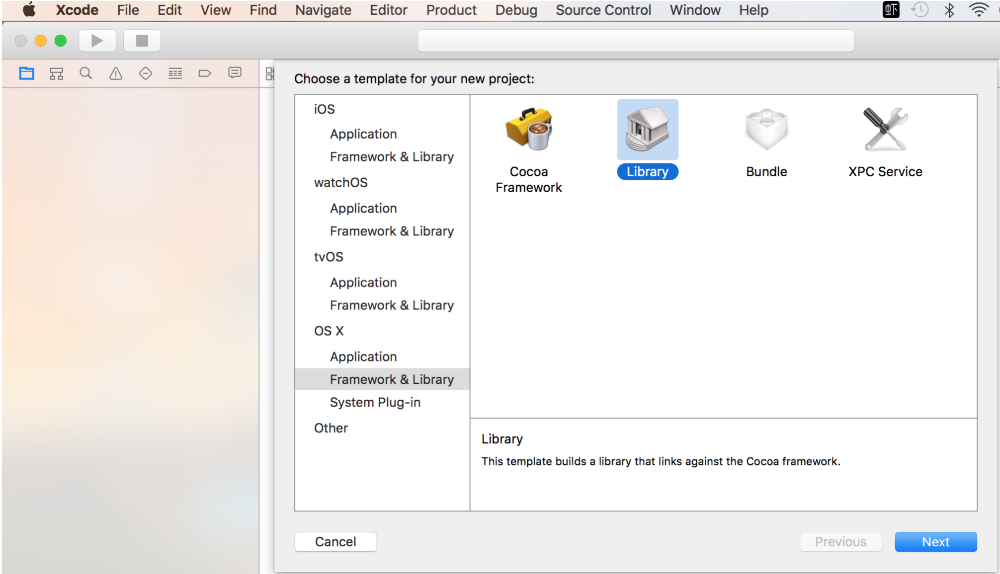 Xcode File Edit View Find Navigate Editor Product Debug Source Control Window Help 虾
Choose a template for your new project:
iOS
Application
Framework & Library
watchOS
Application
Framework & Library
tvOS
Application
Framework & Library
OS X
Application
Framework & Library
System Plug-in
Other
Cocoa Framework
Library
Bundle
XPC Service
Library
This template builds a library that links against the Cocoa framework.
Cancel
Previous
Next